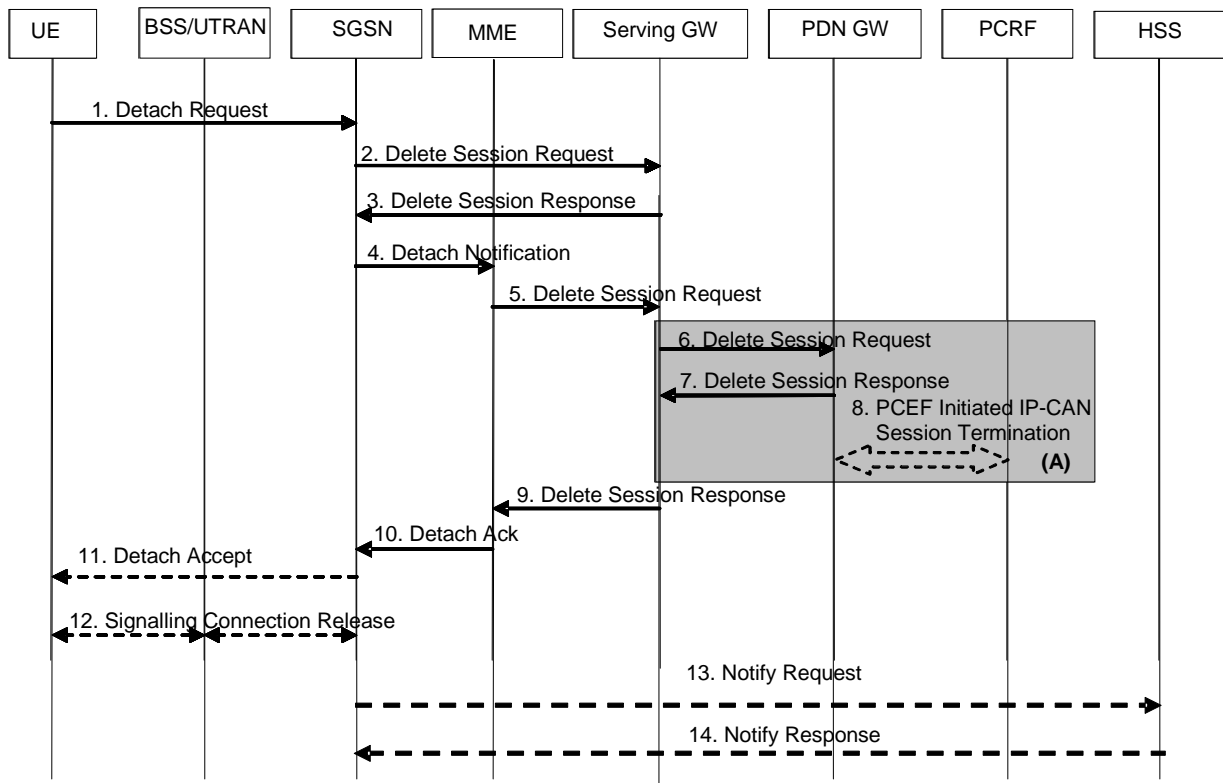 UE
BSS/UTRAN
SGSN
MME
Serving GW
PDN GW
PCRF
HSS
1. Detach Request
2. Delete Session Request
3. Delete Session Response
4. Detach Notification
5. Delete Session Request
6. Delete Session Request
7. Delete Session Response
8. PCEF Initiated IP-CAN
Session Termination
(A)
9. Delete Session Response
10. Detach Ack
11. Detach Accept
12. Signalling Connection Release
13. Notify Request
14. Notify Response